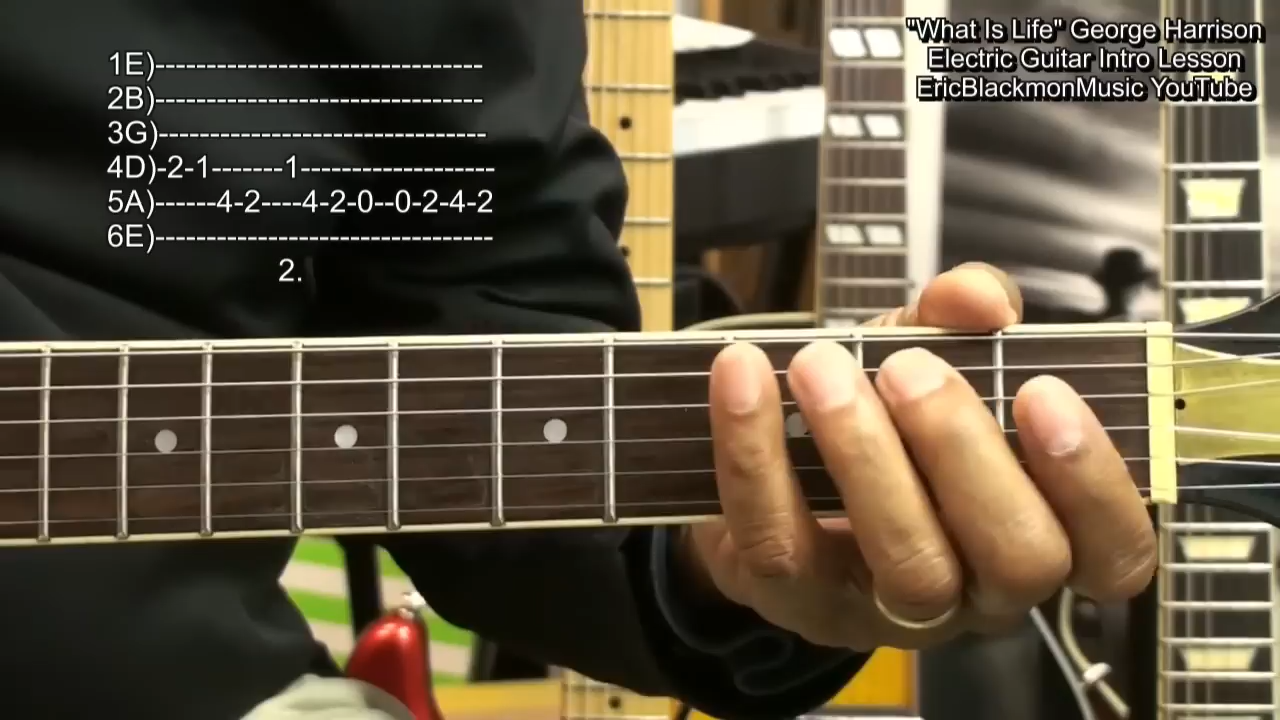 1E)--------------------------------
2B)--------------------------------
3G)--------------------------------
4D)-2-1-------1-------------------
5A)------4-2----4-2-0--0-2-4-2
6E)---------------------------------
2.
"What Is Life" George Harrison
Electric Guitar Intro Lesson
EricBlackmonMusic YouTube